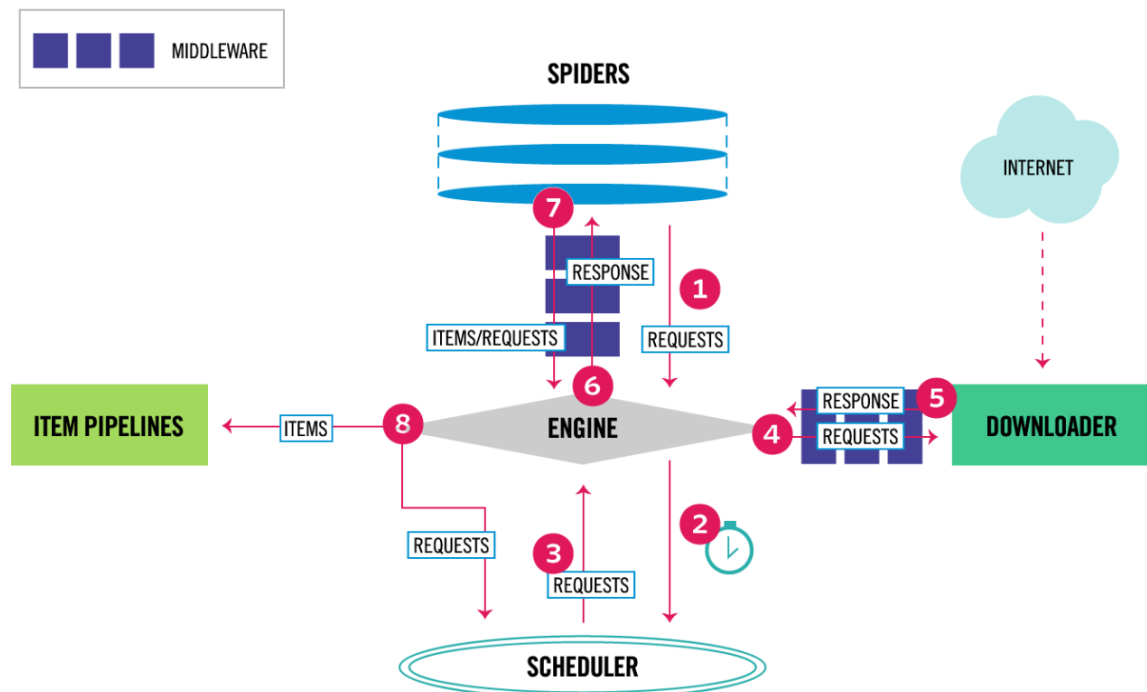 MIDDLEWARE
SPIDERS
INTERNET
7
RESPONSE
1
ITEMS/REQUESTS
REQUESTS
6
ITEM PIPELINES
ITEMS
8
ENGINE
4
RESPONSE
5
REQUESTS
DOWNLOADER
2
REQUESTS
3
REQUESTS
SCHEDULER